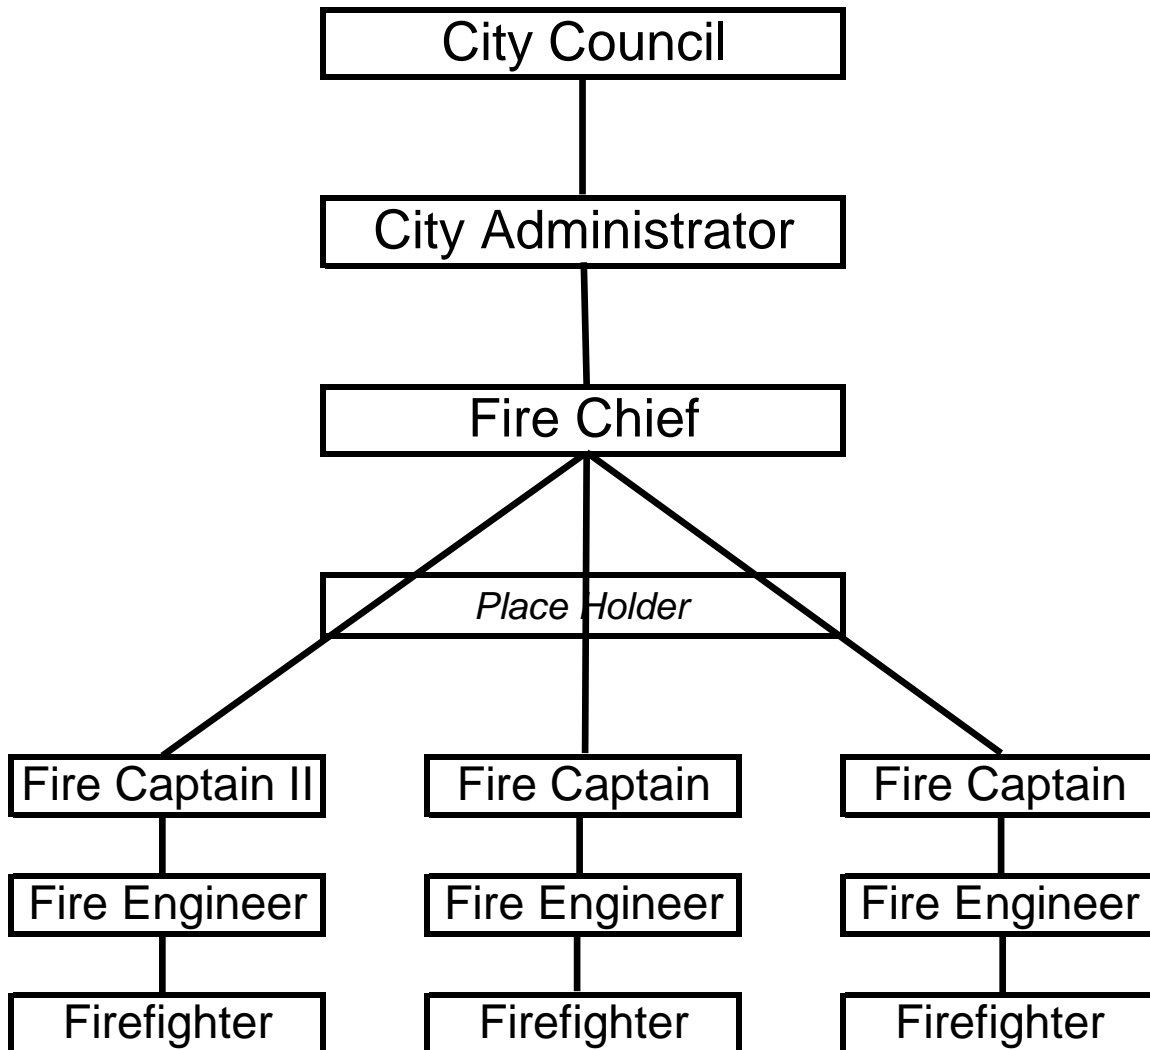 City Council
City Administrator
Fire Chief
Place Holder
Fire Captain II
Fire Captain
Fire Captain
Fire Engineer
Fire Engineer
Fire Engineer
Firefighter
Firefighter
Firefighter